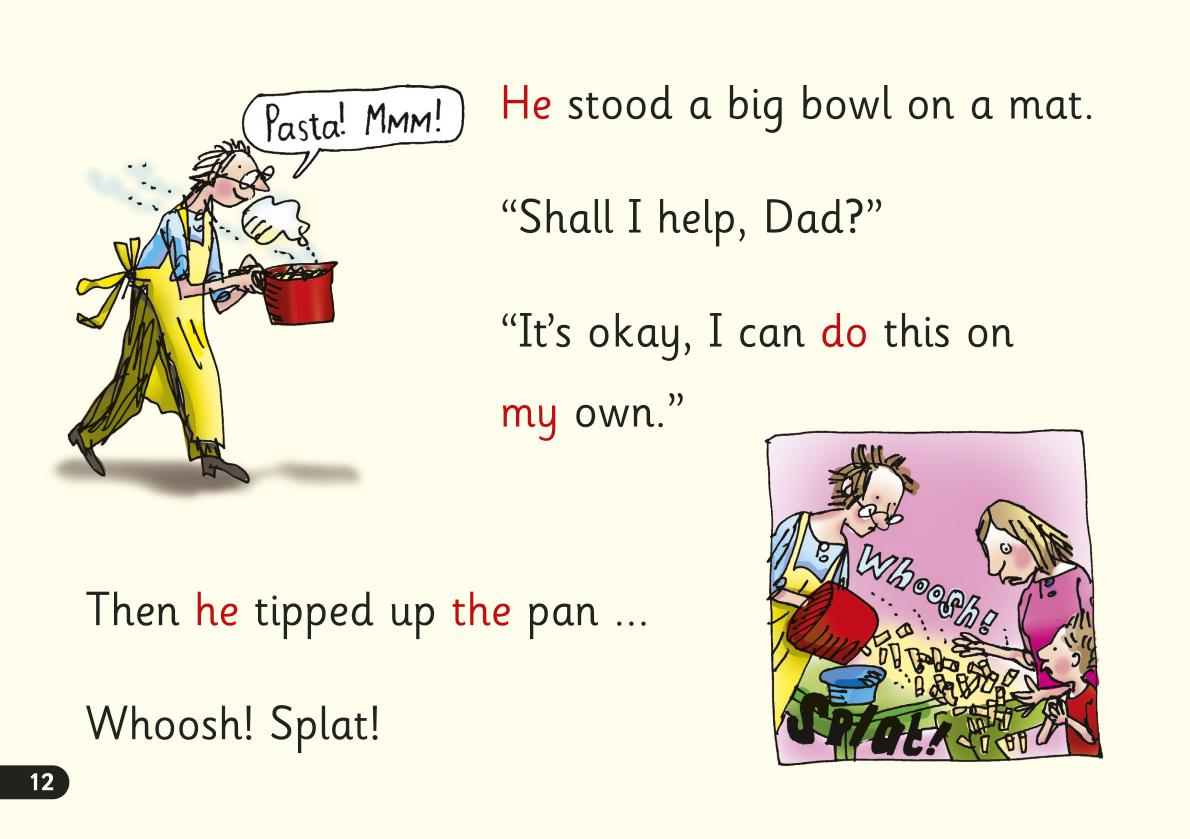 Pasta! Mmm!
He stood a big bowl on a mat.
“Shall I help, Dad?”
“It’s okay, I can do this on
my own.”
Whoosh!
Splat!
Then he tipped up the pan ...
Whoosh! Splat!
12